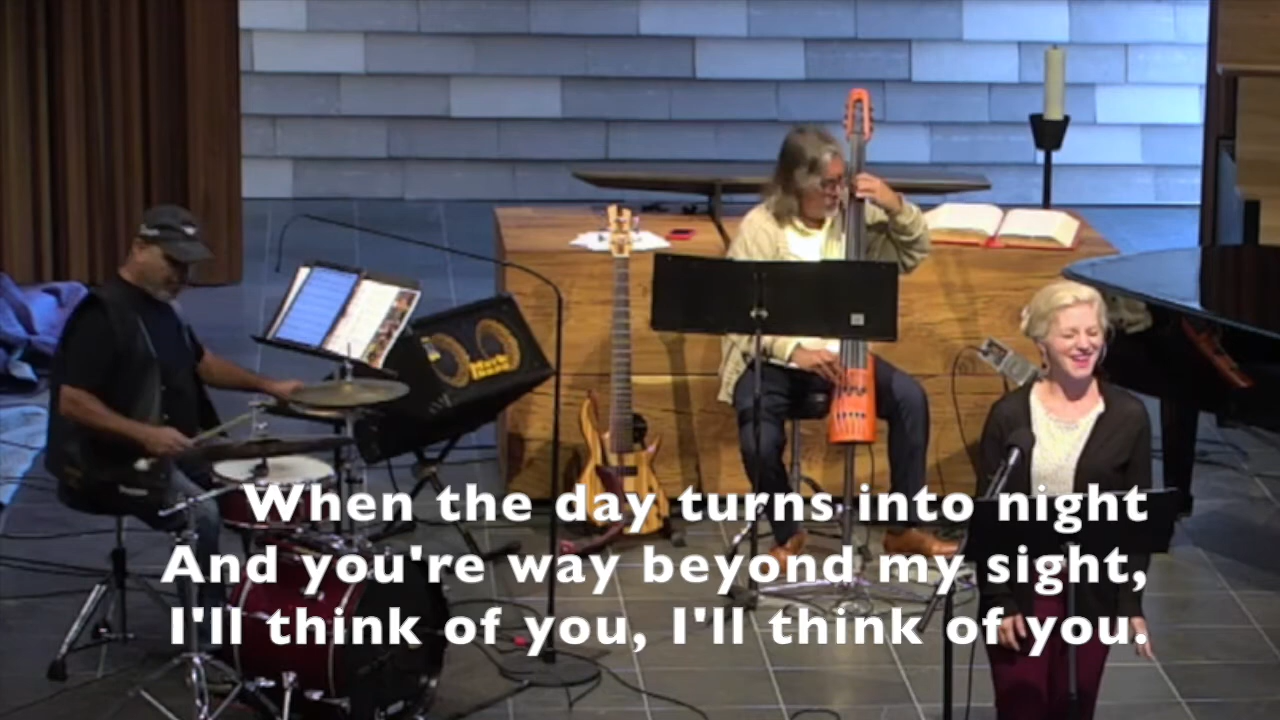 When the day turns into night
And you're way beyond my sight,
I'll think of you, I'll think of you.